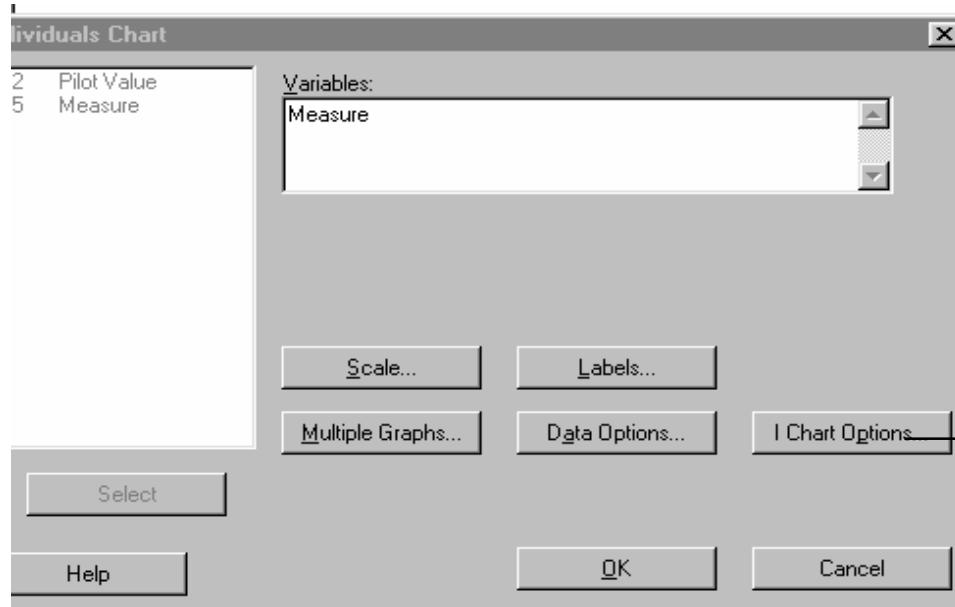 ividuals Chart
2 Pilot Value
5 Measure
Variables:
Measure
Scale...
Labels...
Multiple Graphs...
Data Options...
I Chart Options...
Select
Help
OK
Cancel